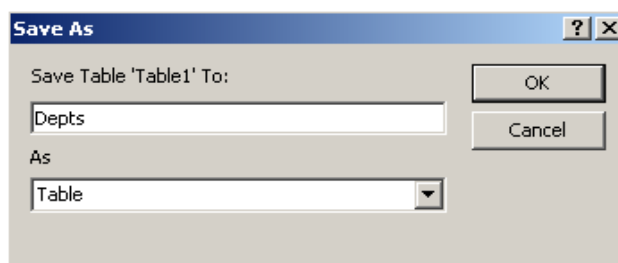 Save As
? X
Save Table 'Table1' To:
OK
Depts
Cancel
As
Table